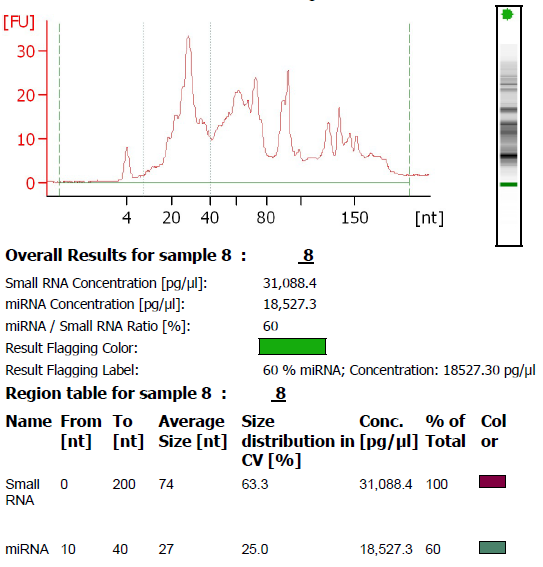 [FU]
30
20
10
0
4 20 40 80 150 [nt]
Overall Results for sample 8 : 8
Small RNA Concentration [pg/µl]: 31,088.4
miRNA Concentration [pg/µl]: 18,527.3
miRNA / Small RNA Ratio [%]: 60
Result Flagging Color:
Result Flagging Label: 60 % miRNA; Concentration: 18527.30 pg/µl
Region table for sample 8 : 8
Name From To Average Size Conc. % of Col
[nt] [nt] Size [nt] distribution in [pg/µl] Total or
CV [%]
Small 0 200 74 63.3 31,088.4 100
RNA
miRNA 10 40 27 25.0 18,527.3 60